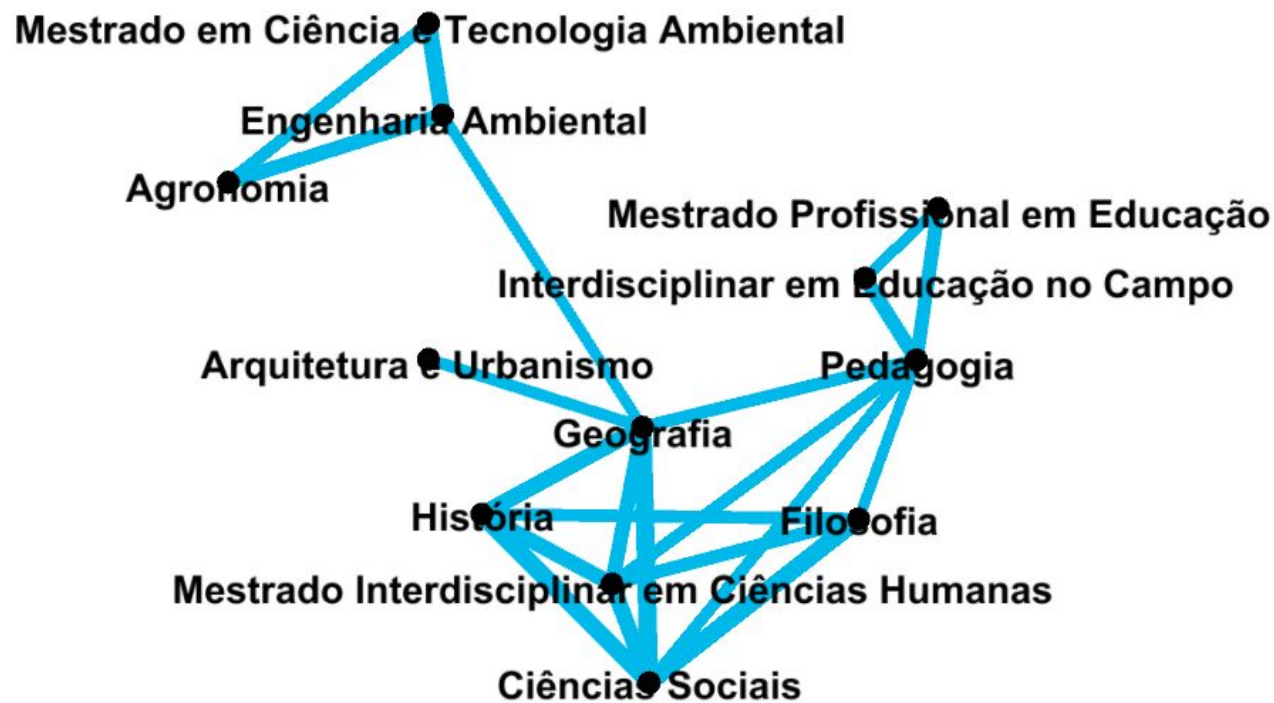 Mestrado em Ciência e Tecnologia Ambiental
Engenharia Ambiental
Agronomia
Mestrado Profissional em Educação
Interdisciplinar em Educação no Campo
Arquitetura e Urbanismo
Pedagogia
Geografia
História
Filosofia
Mestrado Interdisciplinar em Ciências Humanas
Ciências Sociais